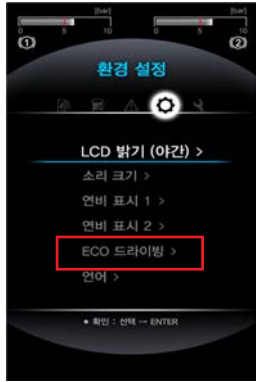 [bar] [bar]
0 5 10 0 5 10
① ②
환경 설정
LCD 밝기 (야간) >
소리 크기 >
연비 표시 1 >
연비 표시 2 >
ECO 드라이빙 >
언어 >
• 확인 : 선택 → ENTER